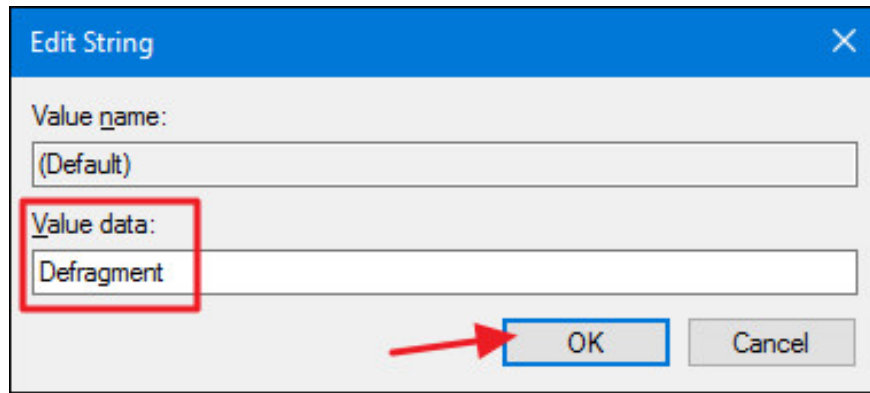 Edit String
Value name:
(Default)
Value data:
Defragment
OK Cancel